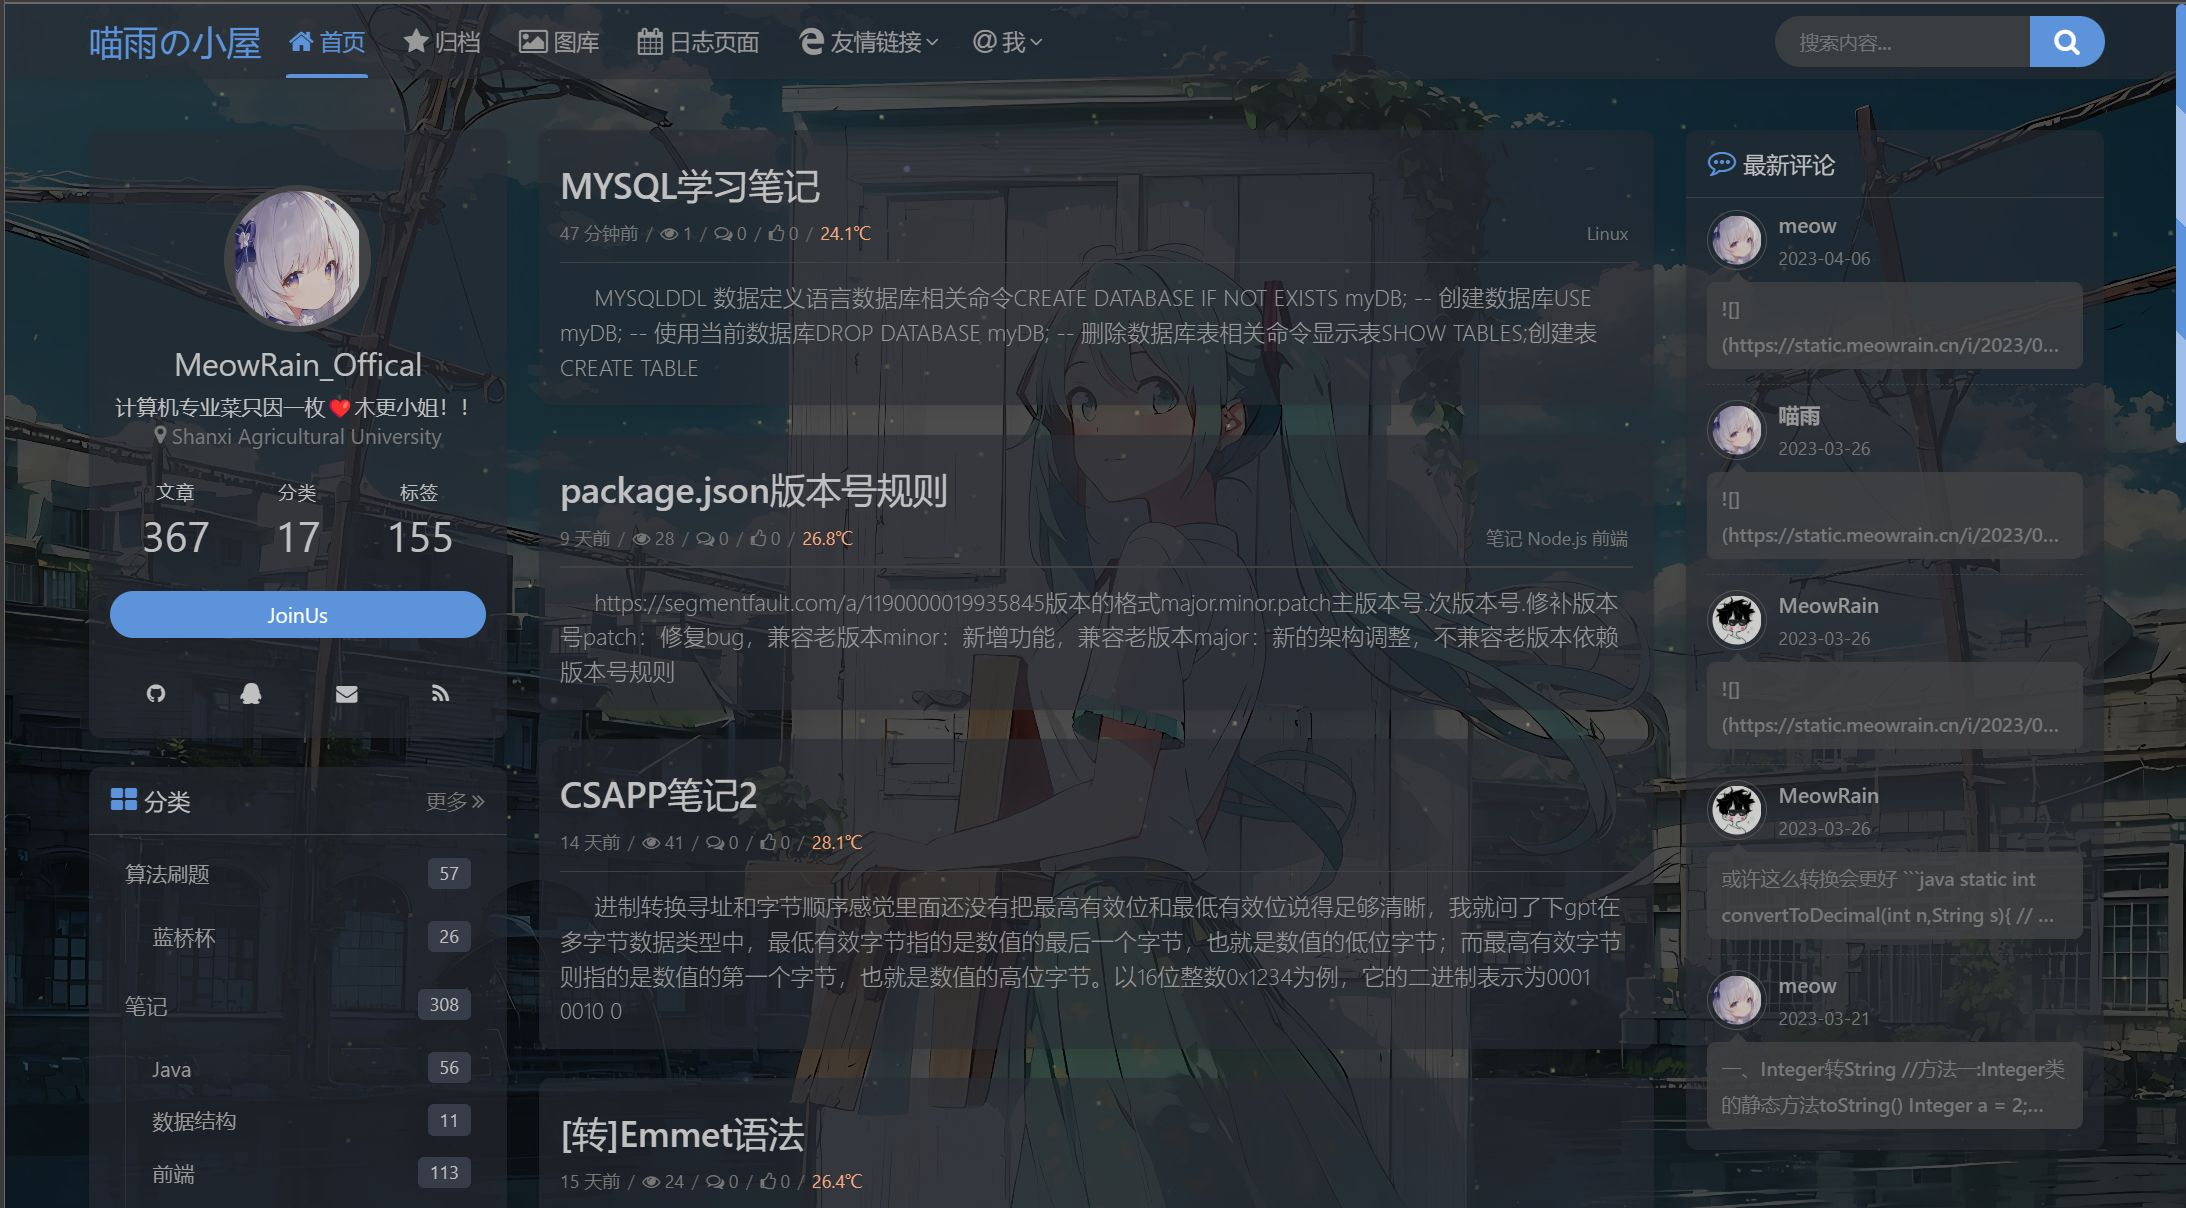 喵雨の小屋
首页
归档
图库
日志页面
友情链接
我
搜索内容...
MeowRain_Offical
计算机专业菜只因一枚❤️木更小姐！！
Shanxi Agricultural University
文章
分类
标签
367
17
155
JoinUs
分类
更多
算法刷题 57
蓝桥杯 26
笔记 308
Java 56
数据结构 11
前端 113
MYSQL学习笔记
47 分钟前 / 1 / 0 / 0 / 24.1℃
Linux
MYSQLDDL 数据定义语言数据库相关命令CREATE DATABASE IF NOT EXISTS myDB; -- 创建数据库USE
myDB; -- 使用当前数据库DROP DATABASE myDB; -- 删除数据库表相关命令显示表SHOW TABLES;创建表
CREATE TABLE
package.json版本号规则
9 天前 / 28 / 0 / 0 / 26.8℃
笔记 Node.js 前端
https://segmentfault.com/a/1190000019935845版本的格式major.minor.patch主版本号.次版本号.修补版本
号patch：修复bug，兼容老版本minor：新增功能，兼容老版本major：新的架构调整，不兼容老版本依赖
版本号规则
CSAPP笔记2
14 天前 / 41 / 0 / 0 / 28.1℃
进制转换寻址和字节顺序感觉里面还没有把最高有效位和最低有效位说得足够清晰，我就问了下gpt在
多字节数据类型中，最低有效字节指的是数值的最后一个字节，也就是数值的低位字节；而最高有效字节
则指的是数值的第一个字节，也就是数值的高位字节。以16位整数0x1234为例，它的二进制表示为0001
0010 0
[转]Emmet语法
15 天前 / 24 / 0 / 0 / 26.4℃
最新评论
meow
2023-04-06
![]
(https://static.meowrain.cn/i/2023/0...
喵雨
2023-03-26
![]
(https://static.meowrain.cn/i/2023/0...
MeowRain
2023-03-26
![]
(https://static.meowrain.cn/i/2023/0...
MeowRain
2023-03-26
或许这么转换会更好 ```java static int
convertToDecimal(int n,String s){ // ...
meow
2023-03-21
一、Integer转String //方法一:Integer类
的静态方法toString() Integer a = 2;...